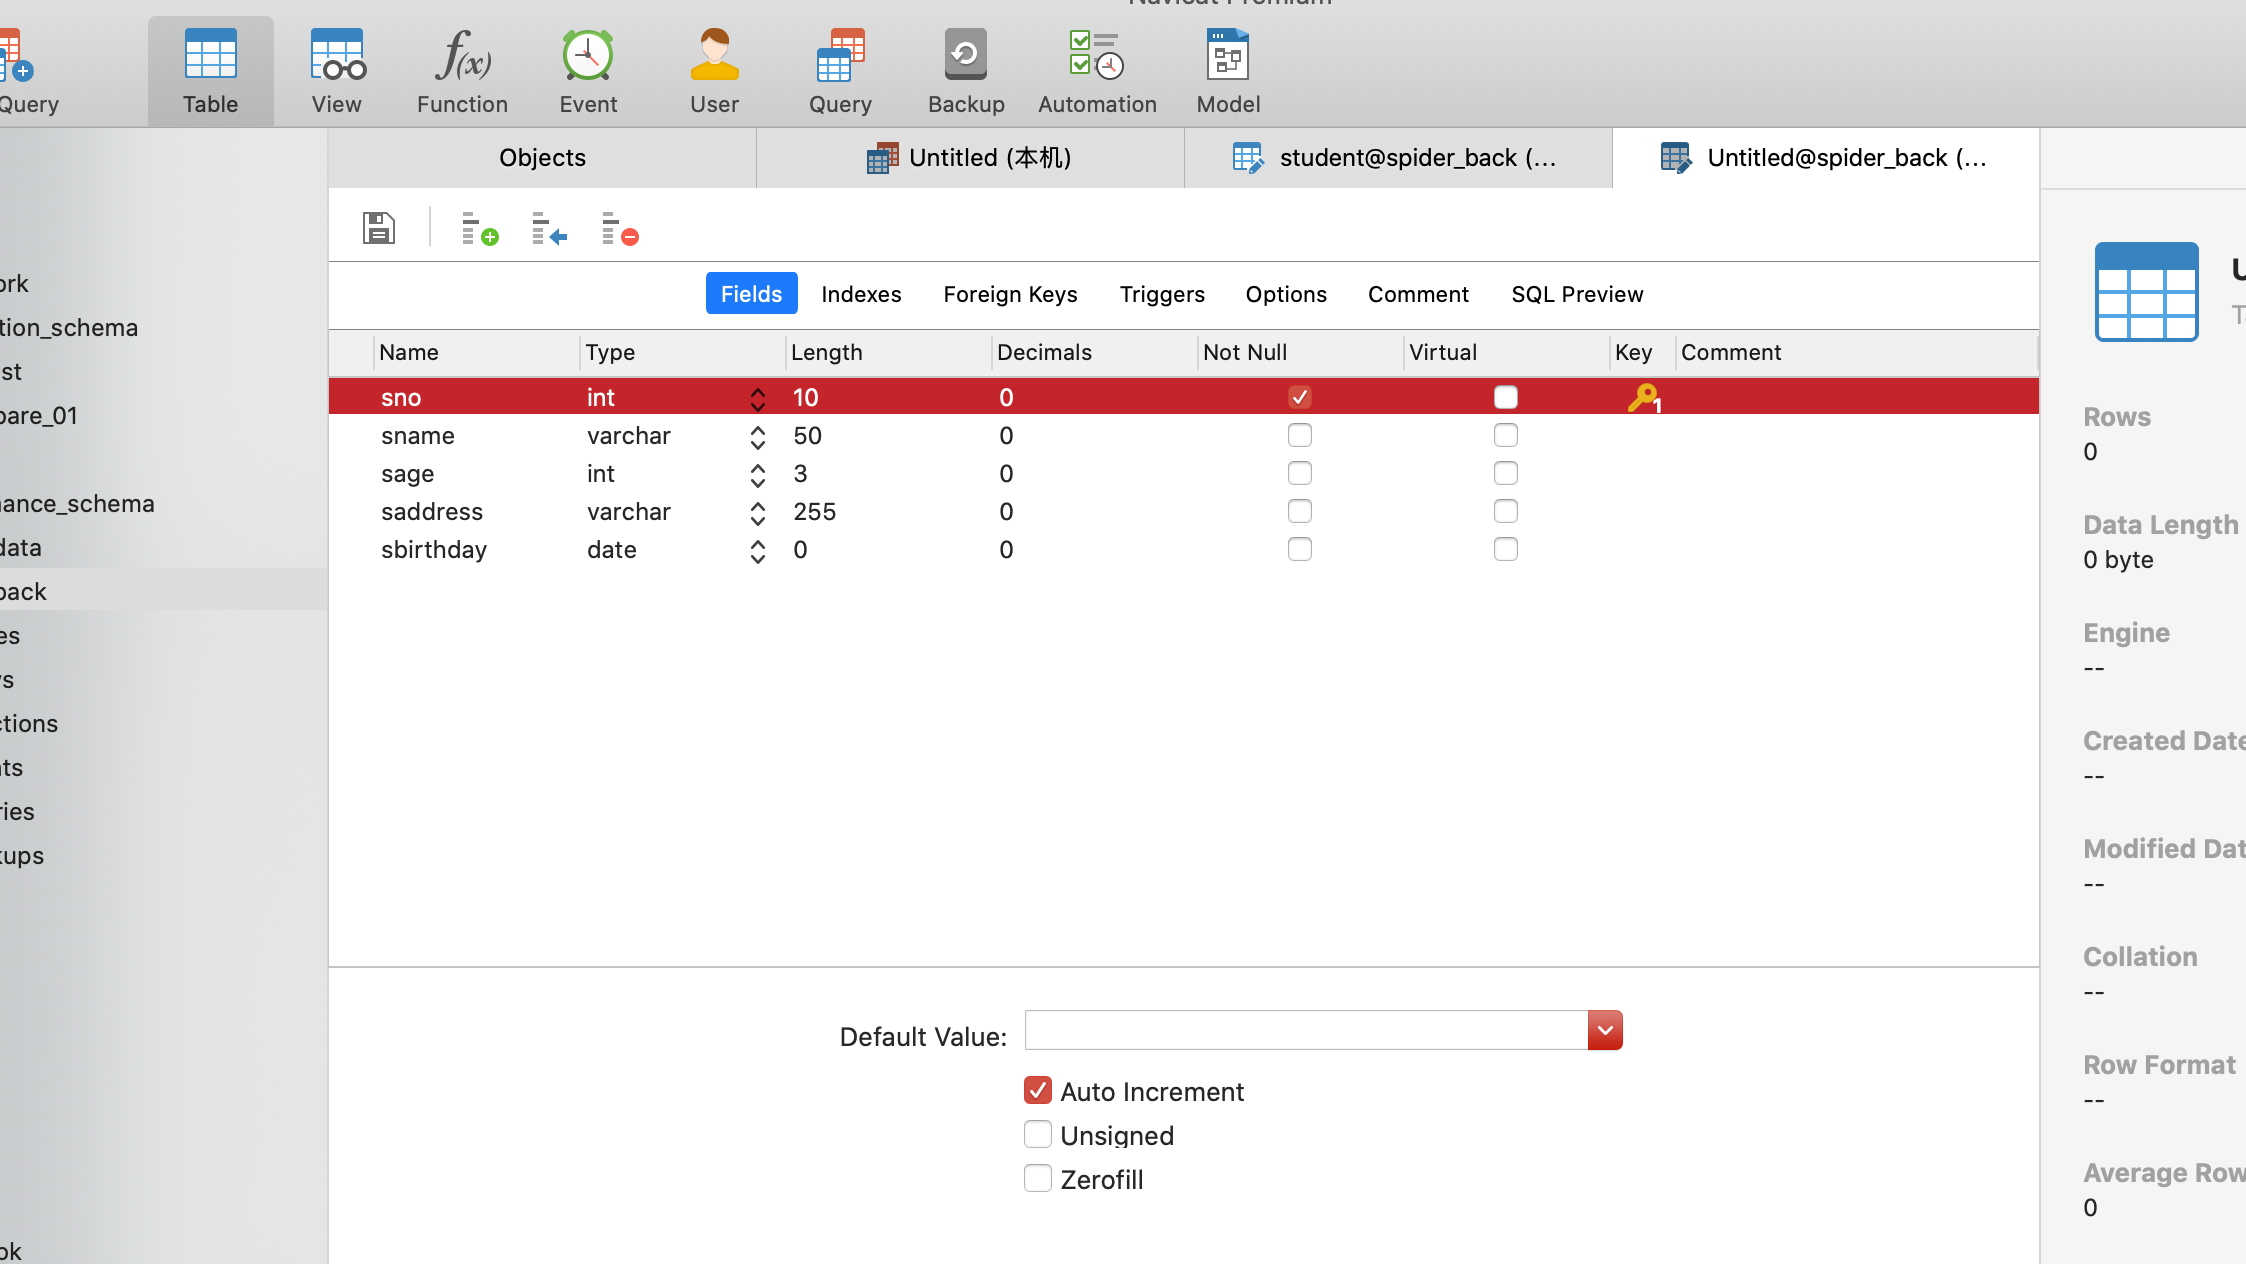 Query
Table
View
Function
Event
User
Query
Backup
Automation
Model
Objects
Untitled (本机)
student@spider_back (...
Untitled@spider_back (...
Fields
Indexes
Foreign Keys
Triggers
Options
Comment
SQL Preview
Name Type Length Decimals Not Null Virtual Key Comment
sno int 10 0 1
sname varchar 50 0
sage int 3 0
saddress varchar 255 0
sbirthday date 0 0
Default Value:
Auto Increment
Unsigned
Zerofill
ork
tion_schema
st
pare_01
ance_schema
data
back
es
s
ctions
ts
ries
kups
ok
U
Rows
0
Data Length
0 byte
Engine
--
Created Date
--
Modified Dat
--
Collation
--
Row Format
--
Average Row
0